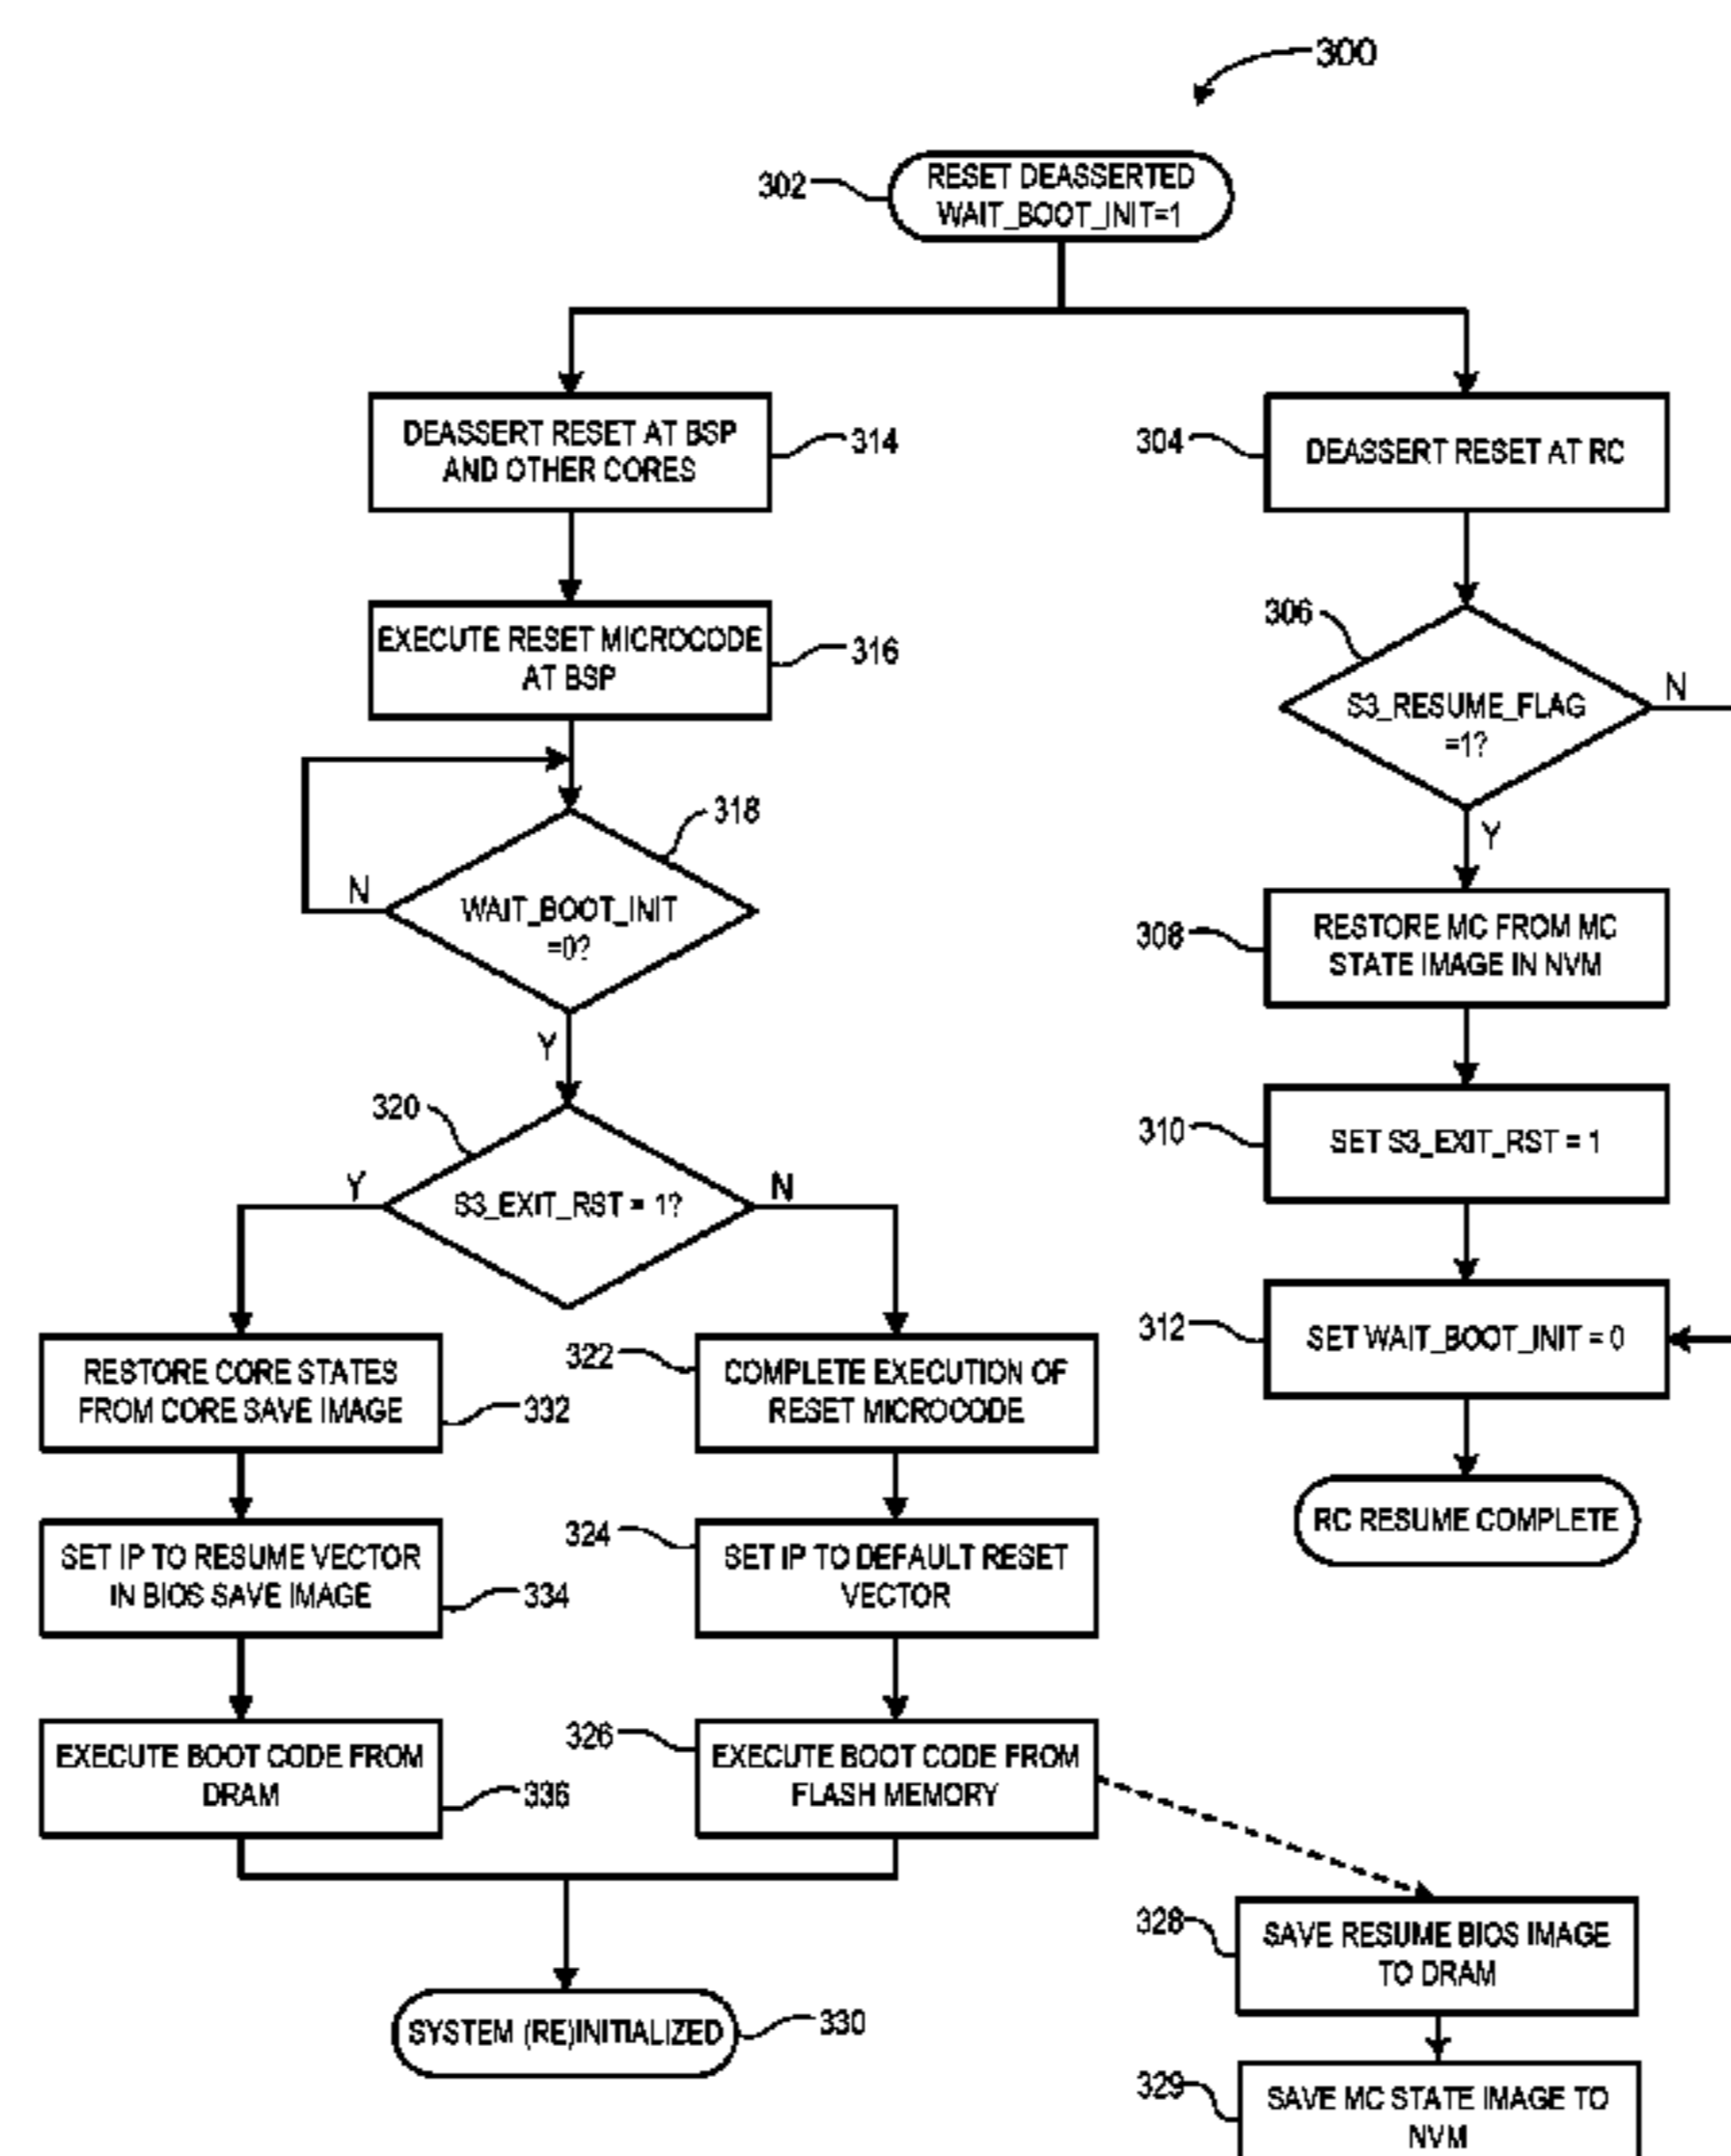 300
302
RESET DEASSERTED
WAIT_BOOT_INIT=1
DEASSERT RESET AT BSP
AND OTHER CORES
314
304
DEASSERT RESET AT RC
EXECUTE RESET MICROCODE
AT BSP
316
306
S3_RESUME_FLAG
=1?
N
Y
318
WAIT_BOOT_INIT
=0?
N
Y
308
RESTORE MC FROM MC
STATE IMAGE IN NVM
320
S3_EXIT_RST = 1?
Y
N
310
SET S3_EXIT_RST = 1
312
SET WAIT_BOOT_INIT = 0
RESTORE CORE STATES
FROM CORE SAVE IMAGE
332
322
COMPLETE EXECUTION OF
RESET MICROCODE
RC RESUME COMPLETE
SET IP TO RESUME VECTOR
IN BIOS SAVE IMAGE
334
324
SET IP TO DEFAULT RESET
VECTOR
EXECUTE BOOT CODE FROM
DRAM
336
326
EXECUTE BOOT CODE FROM
FLASH MEMORY
328
SAVE RESUME BIOS IMAGE
TO DRAM
SYSTEM (RE)INITIALIZED
330
329
SAVE MC STATE IMAGE TO
NVM